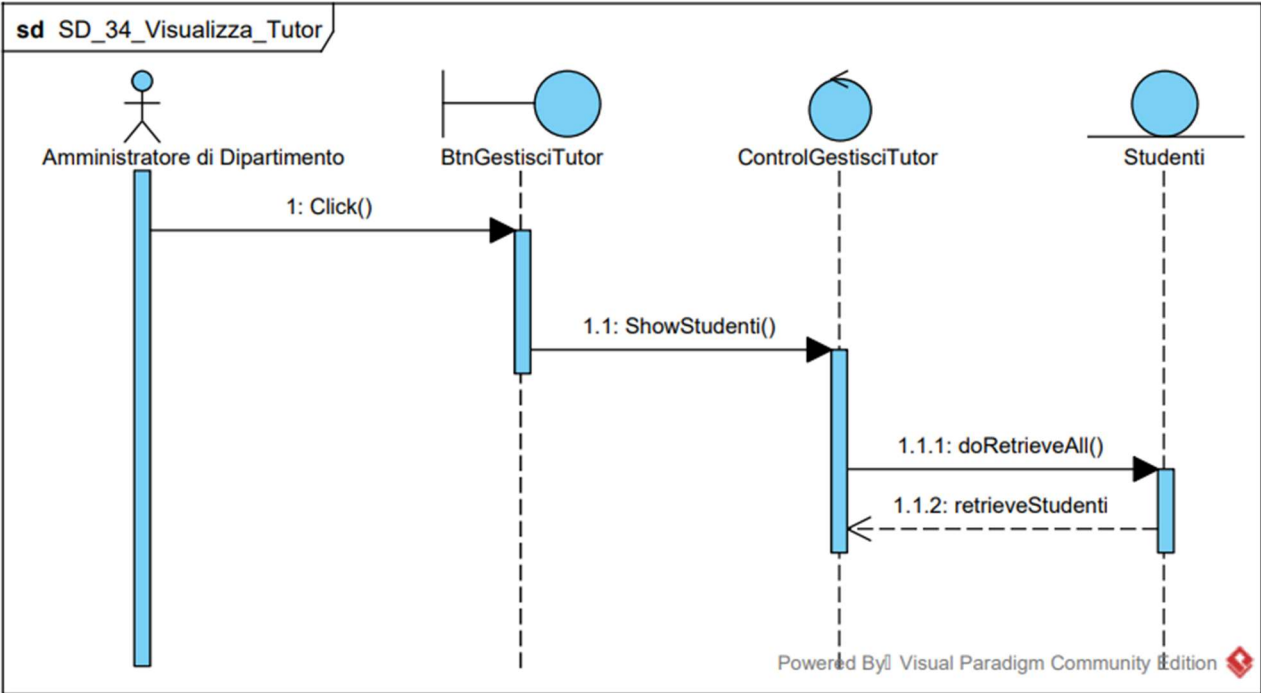 sd SD_34_Visualizza_Tutor
Amministratore di Dipartimento
BtnGestisciTutor
ControlGestisciTutor
Studenti
1: Click()
1.1: ShowStudenti()
1.1.1: doRetrieveAll()
1.1.2: retrieveStudenti
Powered By Visual Paradigm Community Edition